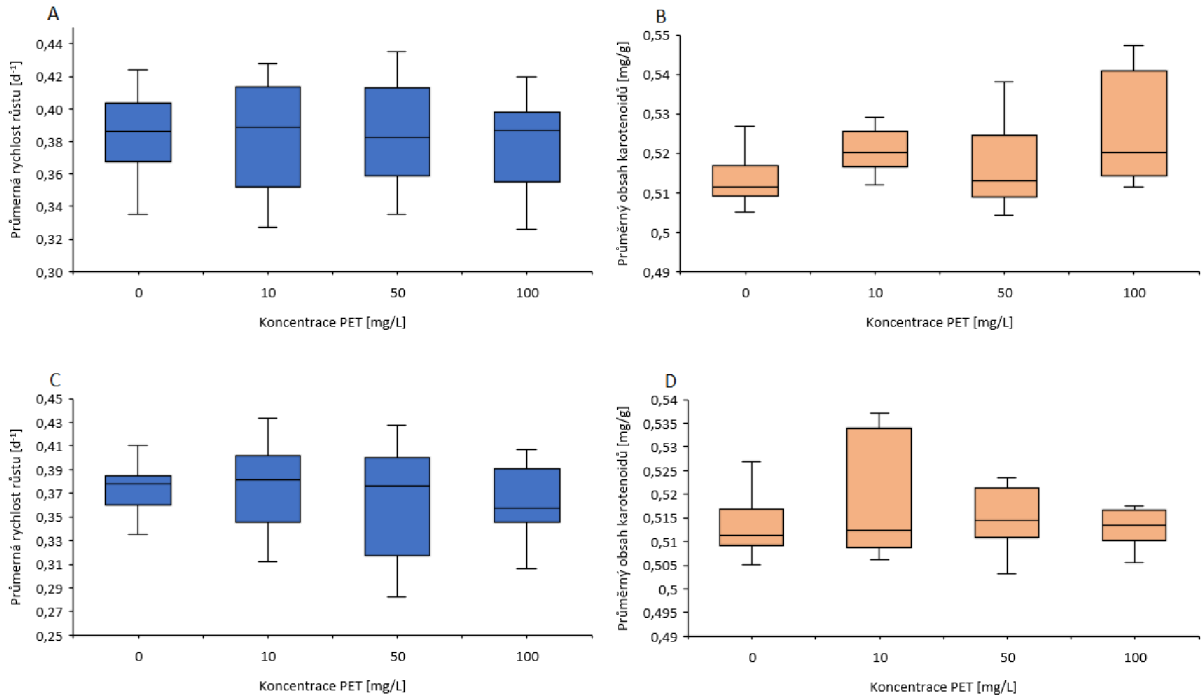 A
Průmerná rychlost růstu [d⁻¹]
0,44
0,42
0,40
0,38
0,36
0,34
0,32
0,30
0 10 50 100
Koncentrace PET [mg/L]
B
Průměrný obsah karotenoidů [mg/g]
0,55
0,54
0,53
0,52
0,51
0,5
0,49
0 10 50 100
Koncentrace PET [mg/L]
C
Průmerná rychlost růstu [d⁻¹]
0,45
0,43
0,41
0,39
0,37
0,35
0,33
0,31
0,29
0,27
0,25
0 10 50 100
Koncentrace PET [mg/L]
D
Průměrný obsah karotenoidů [mg/g]
0,54
0,535
0,53
0,525
0,52
0,515
0,51
0,505
0,5
0,495
0,49
0 10 50 100
Koncentrace PET [mg/L]